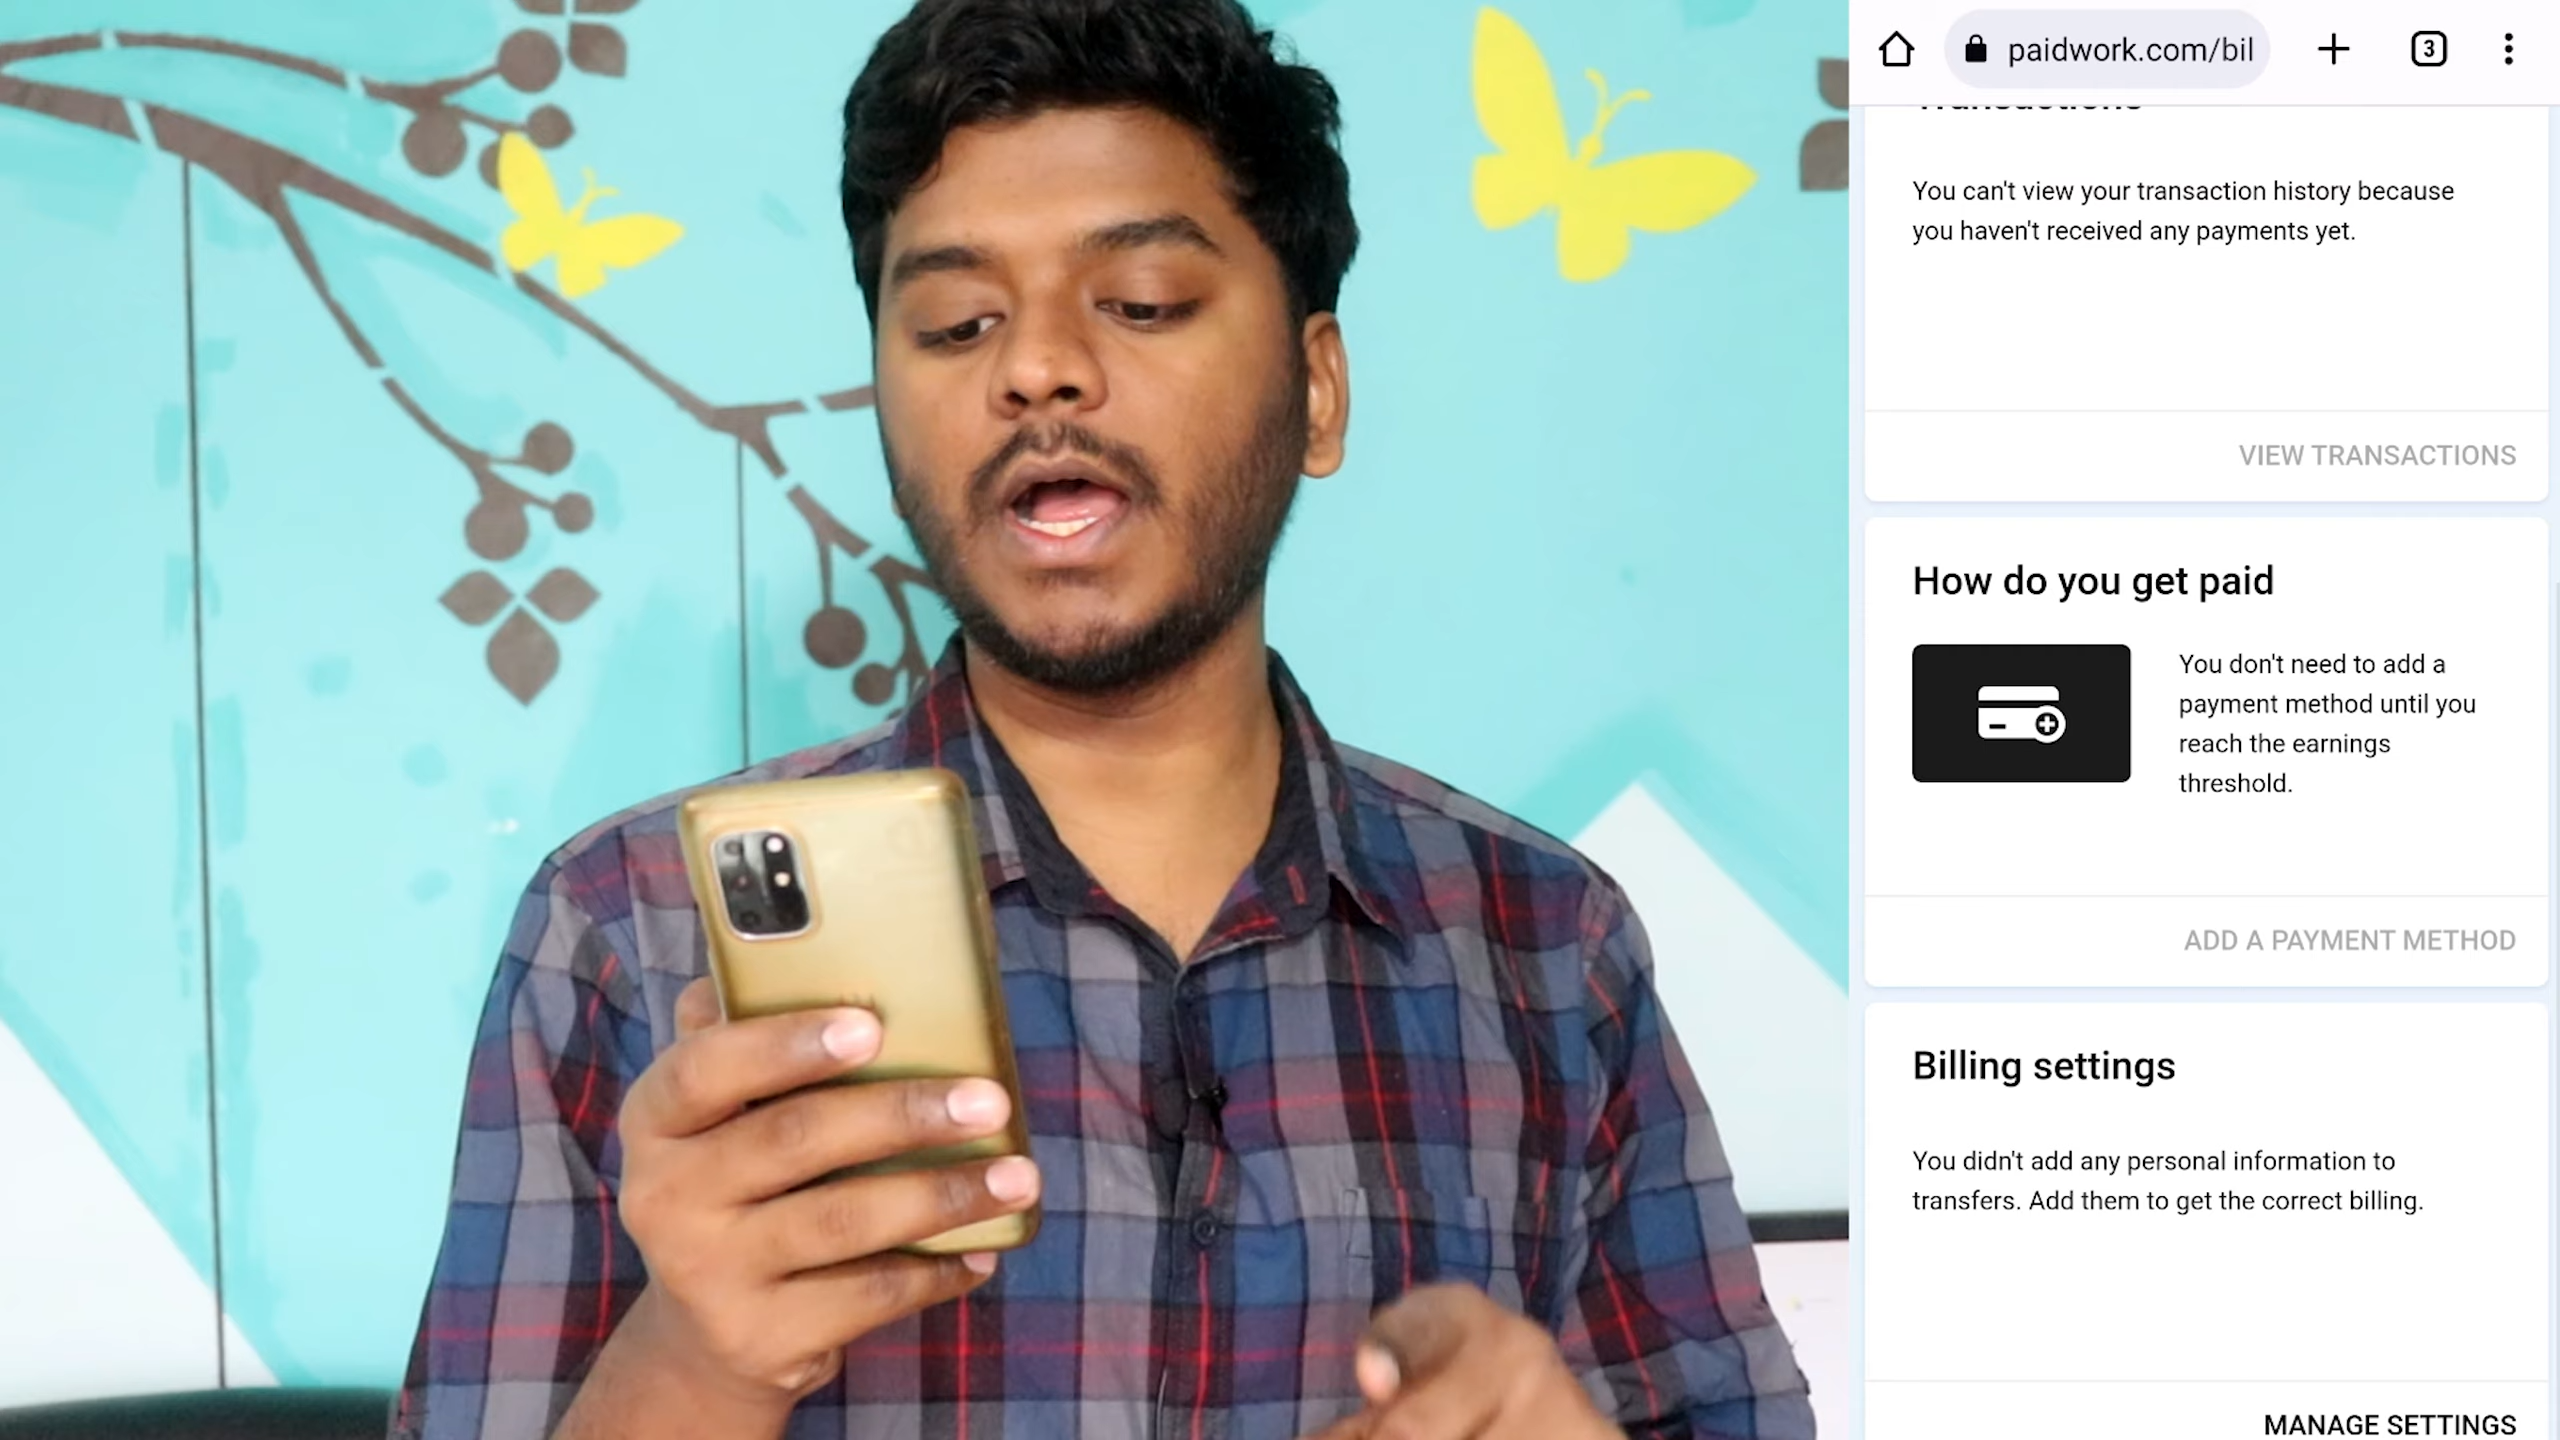 paidwork.com/bil
3
Transactions
You can't view your transaction history because
you haven't received any payments yet.
VIEW TRANSACTIONS
How do you get paid
You don't need to add a
payment method until you
reach the earnings
threshold.
ADD A PAYMENT METHOD
Billing settings
You didn't add any personal information to
transfers. Add them to get the correct billing.
MANAGE SETTINGS